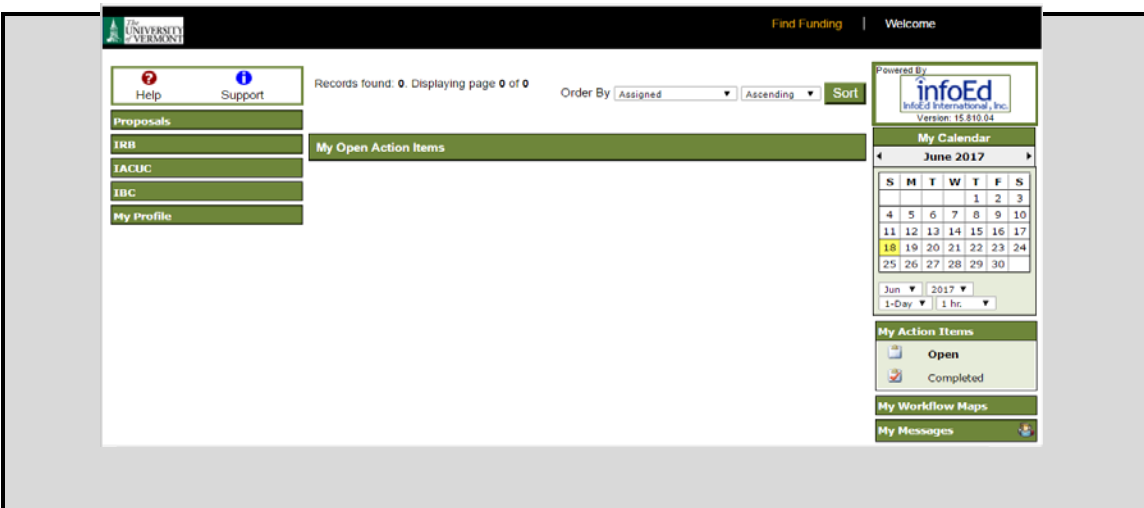 The
UNIVERSITY
of VERMONT
Find Funding | Welcome
Help Support
Proposals
IRB
IACUC
IBC
My Profile
Records found: 0. Displaying page 0 of 0
Order By Assigned Ascending Sort
My Open Action Items
Powered By
infoEd
InfoEd International, Inc.
Version: 15.810.04
My Calendar
June 2017
S M T W T F S
1 2 3
4 5 6 7 8 9 10
11 12 13 14 15 16 17
18 19 20 21 22 23 24
25 26 27 28 29 30
Jun 2017
1-Day 1 hr.
My Action Items
Open
Completed
My Workflow Maps
My Messages